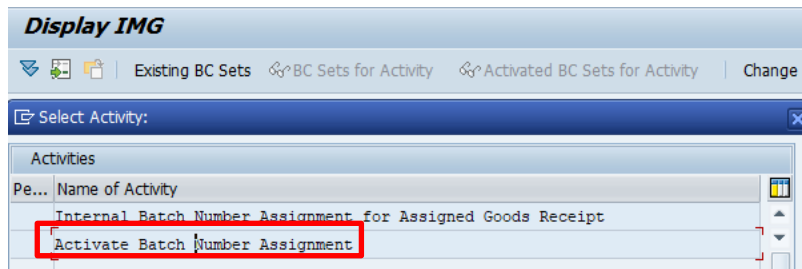 Display IMG
Existing BC Sets BC Sets for Activity Activated BC Sets for Activity Change
Select Activity:
Activities
Pe... Name of Activity
Internal Batch Number Assignment for Assigned Goods Receipt
Activate Batch Number Assignment